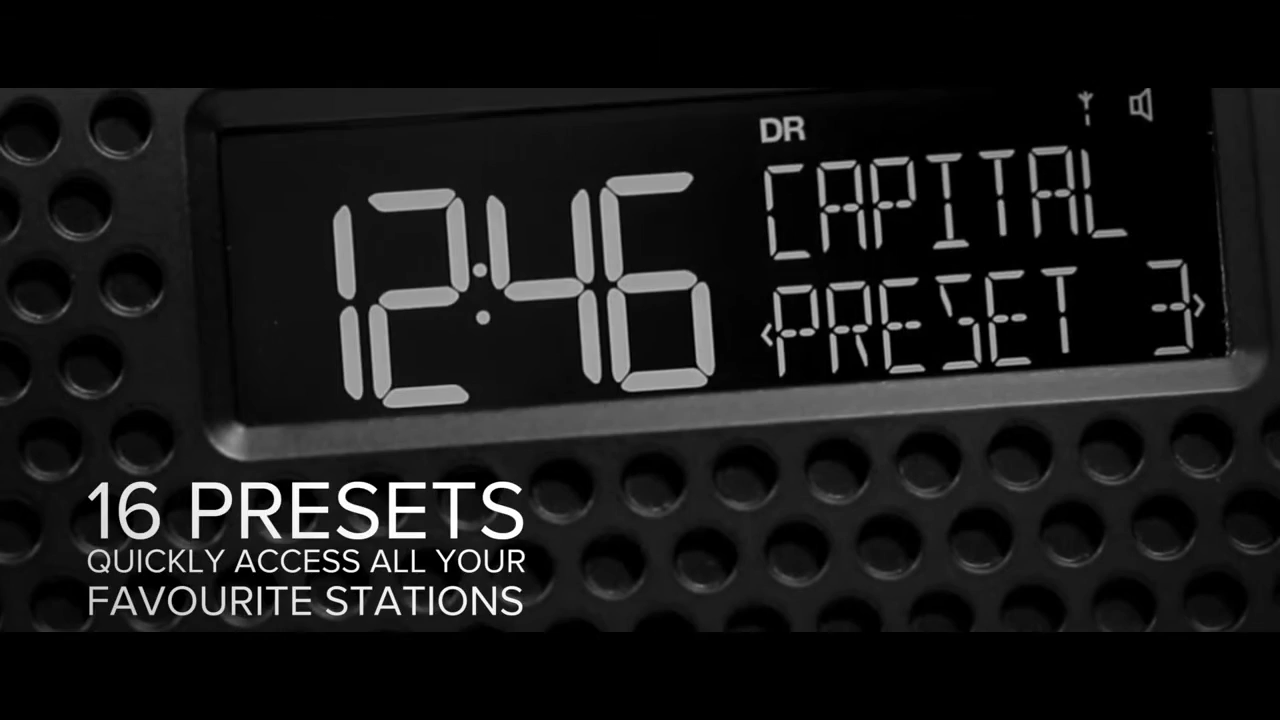 DR
12:46
CAPITAL
‹PRESET 3›
16 PRESETS
QUICKLY ACCESS ALL YOUR
FAVOURITE STATIONS